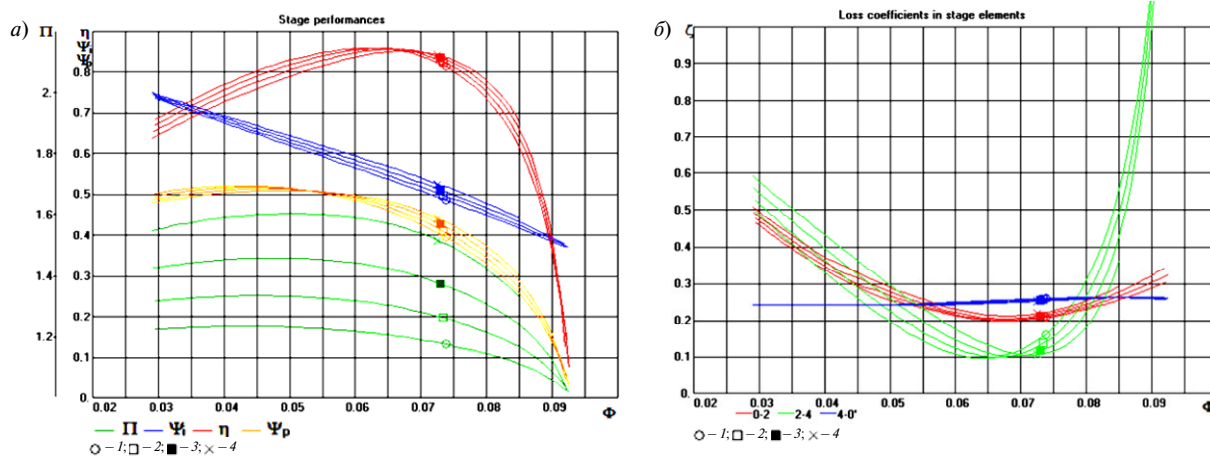 Stage performances
а) Π η
Ψi
Ψp
0.8
2.
0.7
0.6
1.8
0.5
1.6
0.4
0.3
1.4
0.2
1.2
0.1
0.
0.02 0.03 0.04 0.05 0.06 0.07 0.08 0.09 Φ
Π Ψi η Ψp
– 1; – 2; – 3; × – 4
Loss coefficients in stage elements
б) ζ
0.9
0.8
0.7
0.6
0.5
0.4
0.3
0.2
0.1
0.
0.02 0.03 0.04 0.05 0.06 0.07 0.08 0.09 Φ
0-2 2-4 4-0'
– 1; – 2; – 3; × – 4